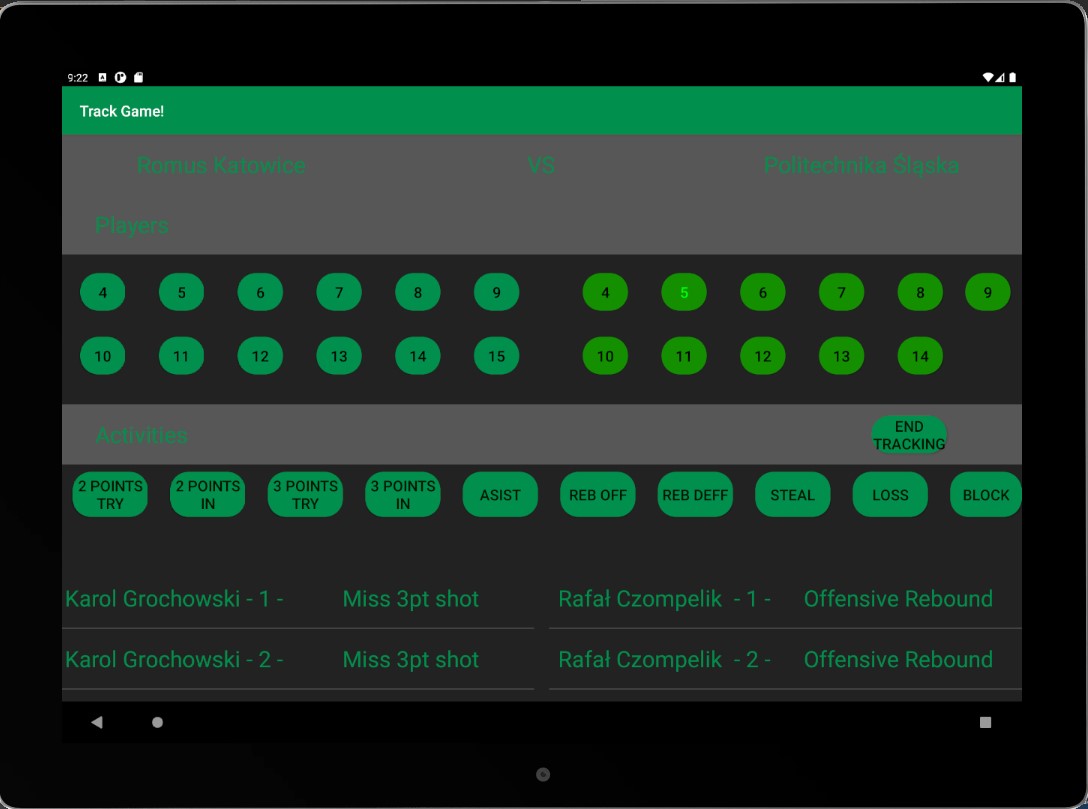 9:22
Track Game!
Romus Katowice VS Politechnika Śląska
Players
4 5 6 7 8 9 4 5 6 7 8 9
10 11 12 13 14 15 10 11 12 13 14
Activities
END
TRACKING
2 POINTS
TRY
2 POINTS
IN
3 POINTS
TRY
3 POINTS
IN
ASIST
REB OFF
REB DEFF
STEAL
LOSS
BLOCK
Karol Grochowski - 1 - Miss 3pt shot Rafał Czompelik - 1 - Offensive Rebound
Karol Grochowski - 2 - Miss 3pt shot Rafał Czompelik - 2 - Offensive Rebound